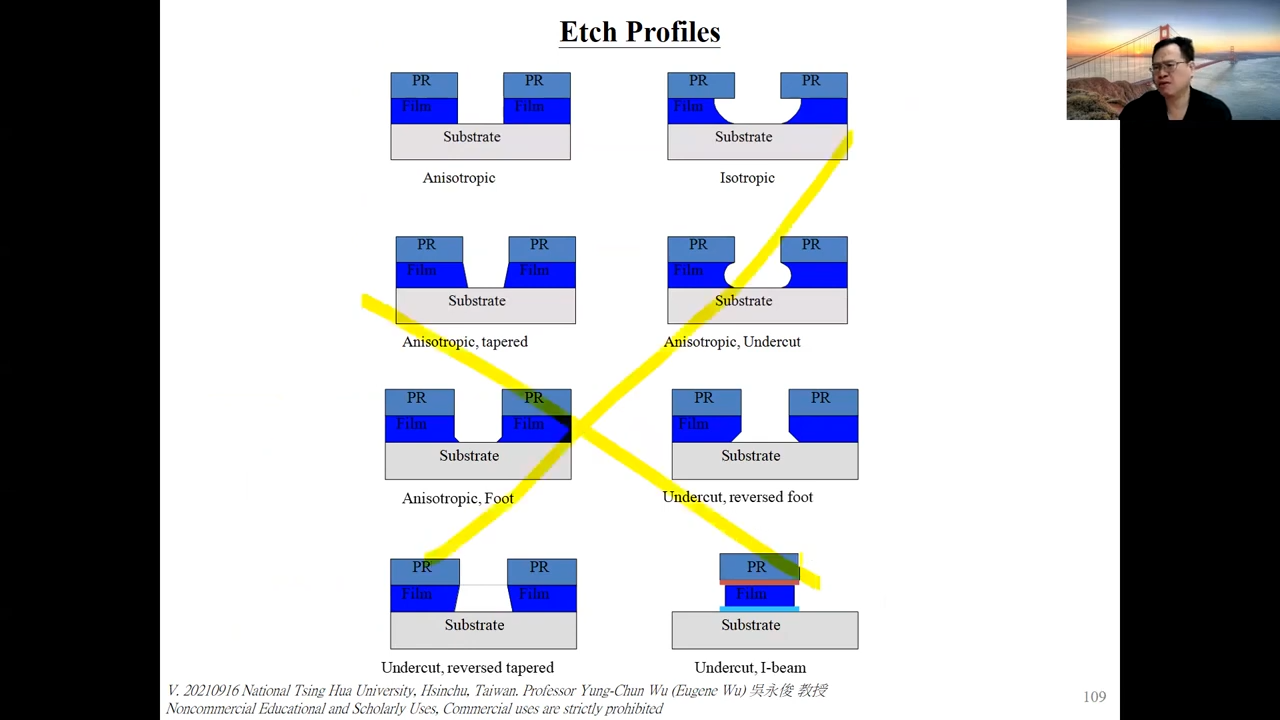 Etch Profiles
PR PR
Film Film
Substrate
Anisotropic
PR PR
Film
Substrate
Isotropic
PR PR
Film Film
Substrate
Anisotropic, tapered
PR PR
Film
Substrate
Anisotropic, Undercut
PR PR
Film Film
Substrate
Anisotropic, Foot
PR PR
Film
Substrate
Undercut, reversed foot
PR PR
Film Film
Substrate
Undercut, reversed tapered
PR
Film
Substrate
Undercut, I-beam
V. 20210916 National Tsing Hua University, Hsinchu, Taiwan. Professor Yung-Chun Wu (Eugene Wu) 吳永俊 教授
Noncommercial Educational and Scholarly Uses, Commercial uses are strictly prohibited
109